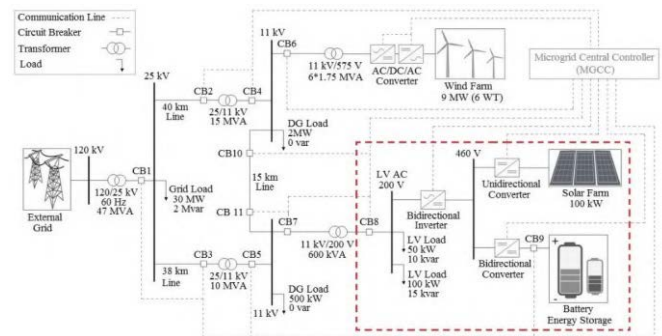 Communication Line
Circuit Breaker
Transformer
Load
11 kV
CB6
11 kV/575 V
6*1.75 MVA
AC/DC/AC
Converter
Wind Farm
9 MW (6 WT)
Microgrid Central Controller
(MGCC)
25 kV
CB2
CB4
40 km
Line
25/11 kV
15 MVA
DG Load
2MW
0 var
CB10
120 kV
CB1
120/25 kV
60 Hz
47 MVA
External
Grid
Grid Load
30 MW
2 Mvar
15 km
Line
CB 11
CB7
11 kV/200 V
600 kVA
CB8
LV AC
200 V
Bidirectional
Inverter
460 V
Unidirectional
Converter
Solar Farm
100 kW
LV Load
50 kW
10 kvar
LV Load
100 kW
15 kvar
Bidirectional
Converter
CB9
+
-
Battery
Energy Storage
38 km
Line
CB3
CB5
25/11 kV
10 MVA
DG Load
500 kW
0 var
11 kV